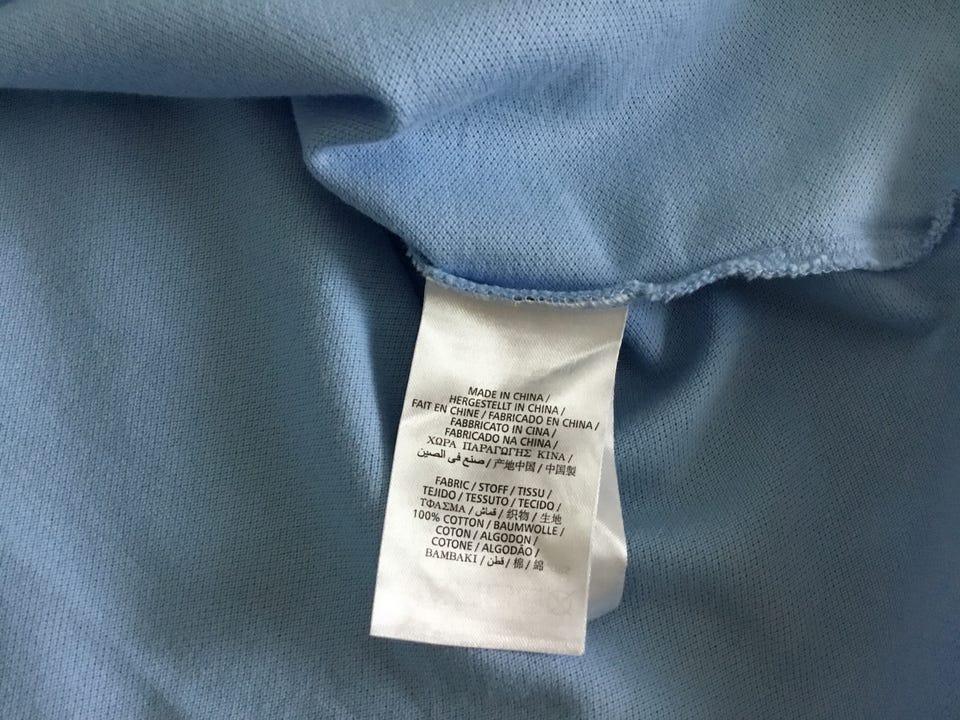 MADE IN CHINA /
HERGESTELLT IN CHINA /
FAIT EN CHINE / FABRICADO EN CHINA /
FABBRICATO IN CINA /
FABRICADO NA CHINA /
ΧΩΡΑ ΠΑΡΑΓΩΓΗΣ ΚΙΝΑ /
صنع في الصين / 产地中国 / 中国製
FABRIC / STOFF / TISSU /
TEJIDO / TESSUTO / TECIDO /
ΤΦΑΣΜΑ / قماش / 织物 / 生地
100% COTTON / BAUMWOLLE /
COTON / ALGODON /
COTONE / ALGODÃO /
ΒΑΜΒΑΚΙ / قطن / 棉 / 綿